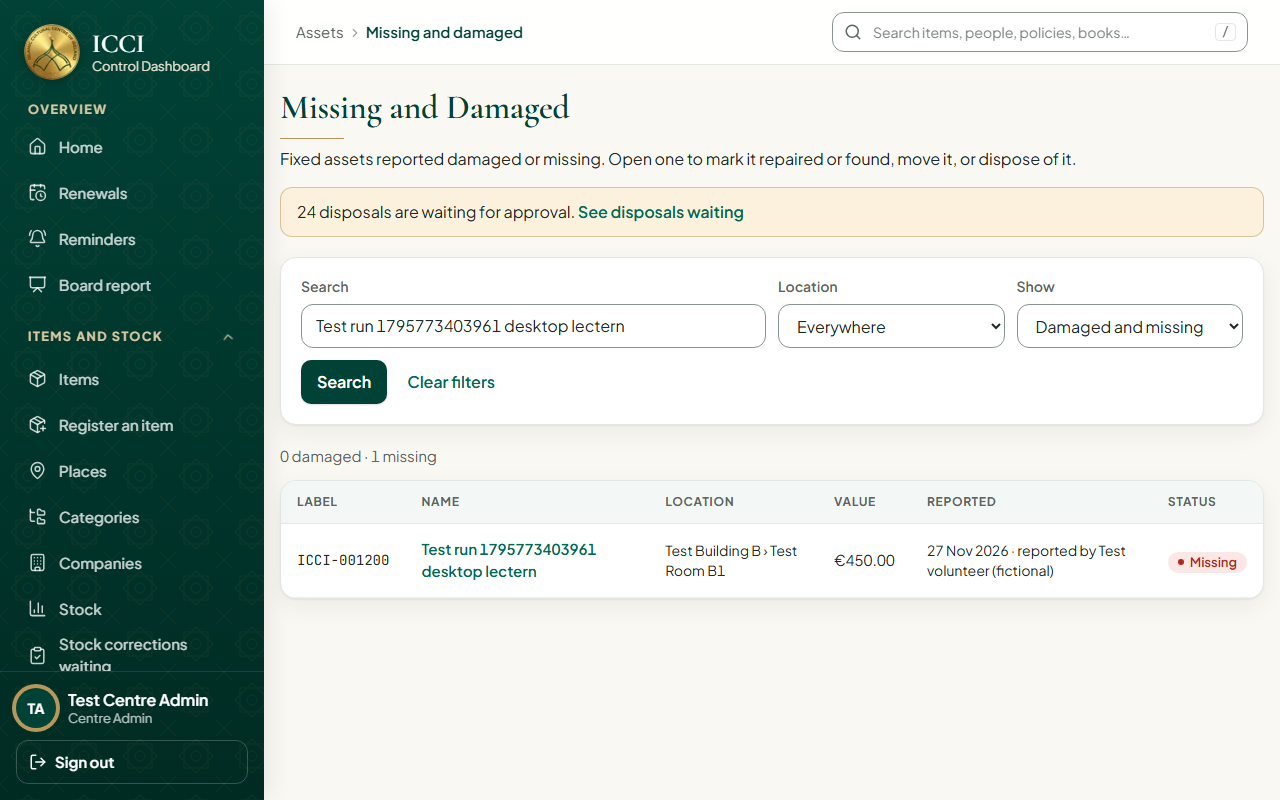 ICCI
Control Dashboard
OVERVIEW
Home
Renewals
Reminders
Board report
ITEMS AND STOCK
Items
Register an item
Places
Categories
Companies
Stock
Stock corrections
waiting
TA
Test Centre Admin
Centre Admin
Sign out
Assets › Missing and damaged
Search items, people, policies, books…
/
Missing and Damaged
Fixed assets reported damaged or missing. Open one to mark it repaired or found, move it, or dispose of it.
24 disposals are waiting for approval. See disposals waiting
Search
Location
Show
Test run 1795773403961 desktop lectern
Everywhere
Damaged and missing
Search
Clear filters
0 damaged · 1 missing
LABEL NAME LOCATION VALUE REPORTED STATUS
ICCI-001200
Test run 1795773403961
desktop lectern
Test Building B › Test
Room B1
€450.00
27 Nov 2026 · reported by Test
volunteer (fictional)
Missing